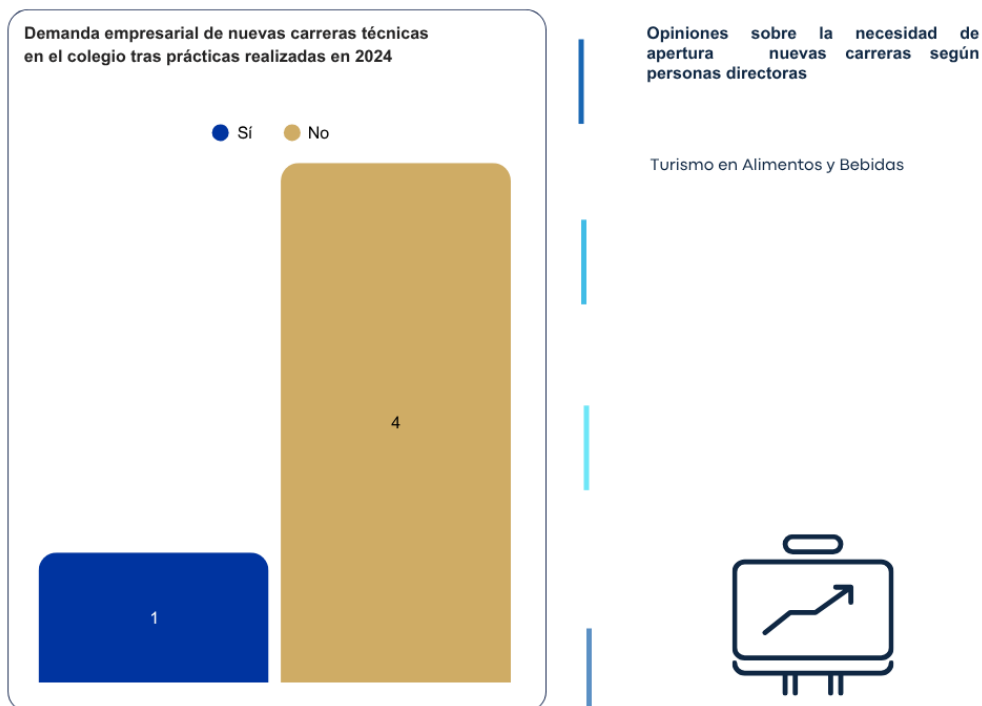 Demanda empresarial de nuevas carreras técnicas
en el colegio tras prácticas realizadas en 2024
Sí
No
4
1
Opiniones sobre la necesidad de
apertura nuevas carreras según
personas directoras
Turismo en Alimentos y Bebidas